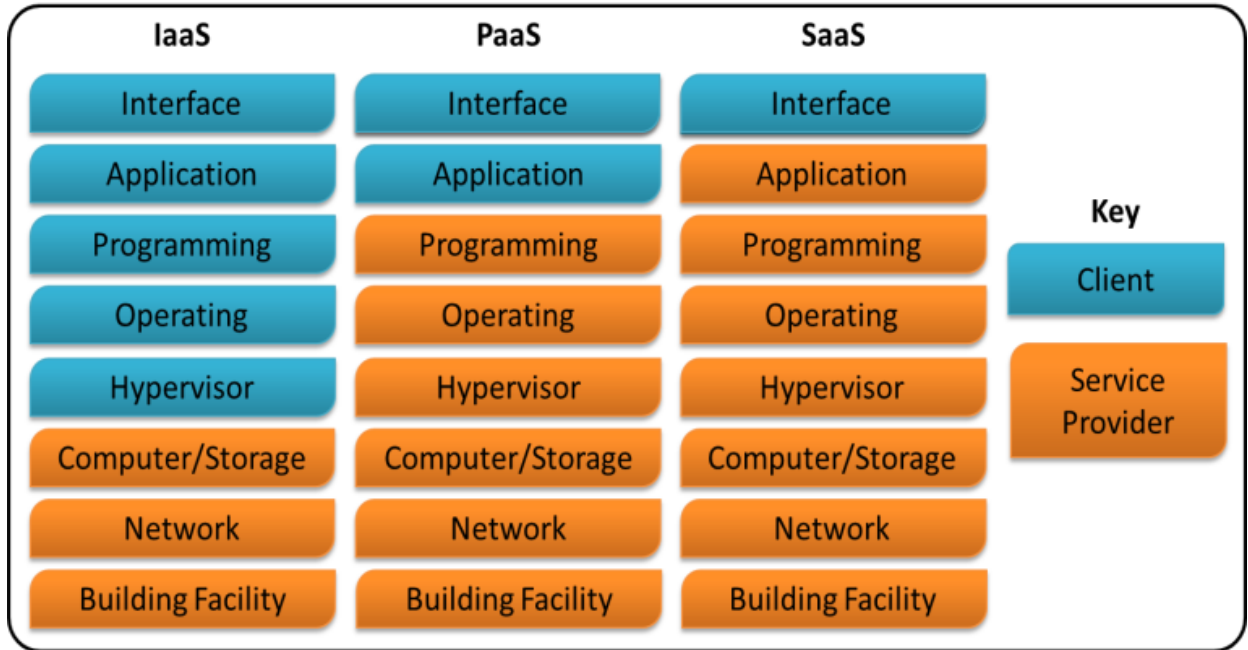 IaaS PaaS SaaS
Interface Interface Interface
Application Application Application
Programming Programming Programming
Key
Client
Operating Operating Operating
Hypervisor Hypervisor Hypervisor
Service
Provider
Computer/Storage Computer/Storage Computer/Storage
Network Network Network
Building Facility Building Facility Building Facility